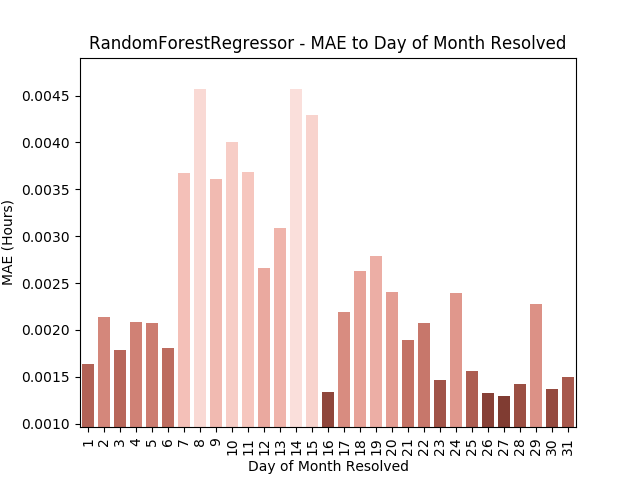 RandomForestRegressor - MAE to Day of Month Resolved
MAE (Hours)
0.0045
0.0040
0.0035
0.0030
0.0025
0.0020
0.0015
0.0010
1 2 3 4 5 6 7 8 9 10 11 12 13 14 15 16 17 18 19 20 21 22 23 24 25 26 27 28 29 30 31
Day of Month Resolved